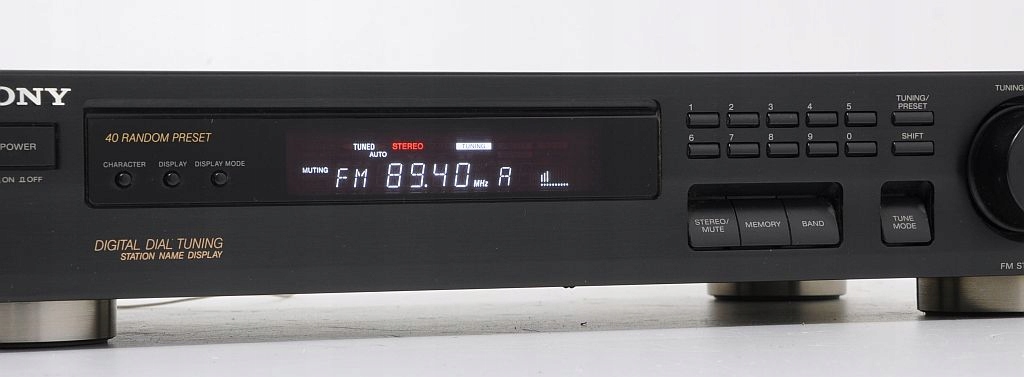 ONY
POWER
ON OFF
40 RANDOM PRESET
CHARACTER DISPLAY DISPLAY MODE
DIGITAL DIAL TUNING
STATION NAME DISPLAY
TUNED STEREO TUNING
AUTO
MUTING FM 89.40 MHz A
1 2 3 4 5
6 7 8 9 0
TUNING/
PRESET
SHIFT
STEREO/
MUTE
MEMORY
BAND
TUNE
MODE
TUNING
FM ST